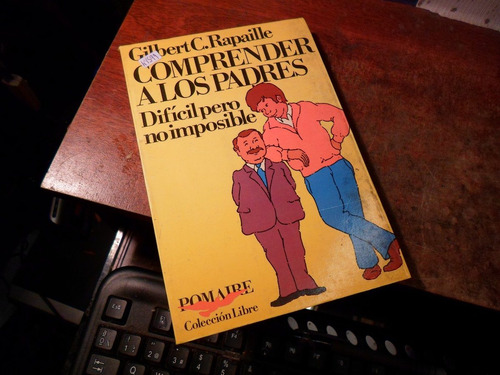 Gilbert C. Rapaille
COMPRENDER
A LOS PADRES
Difícil pero
no imposible
POMAIRE
Colección Libre